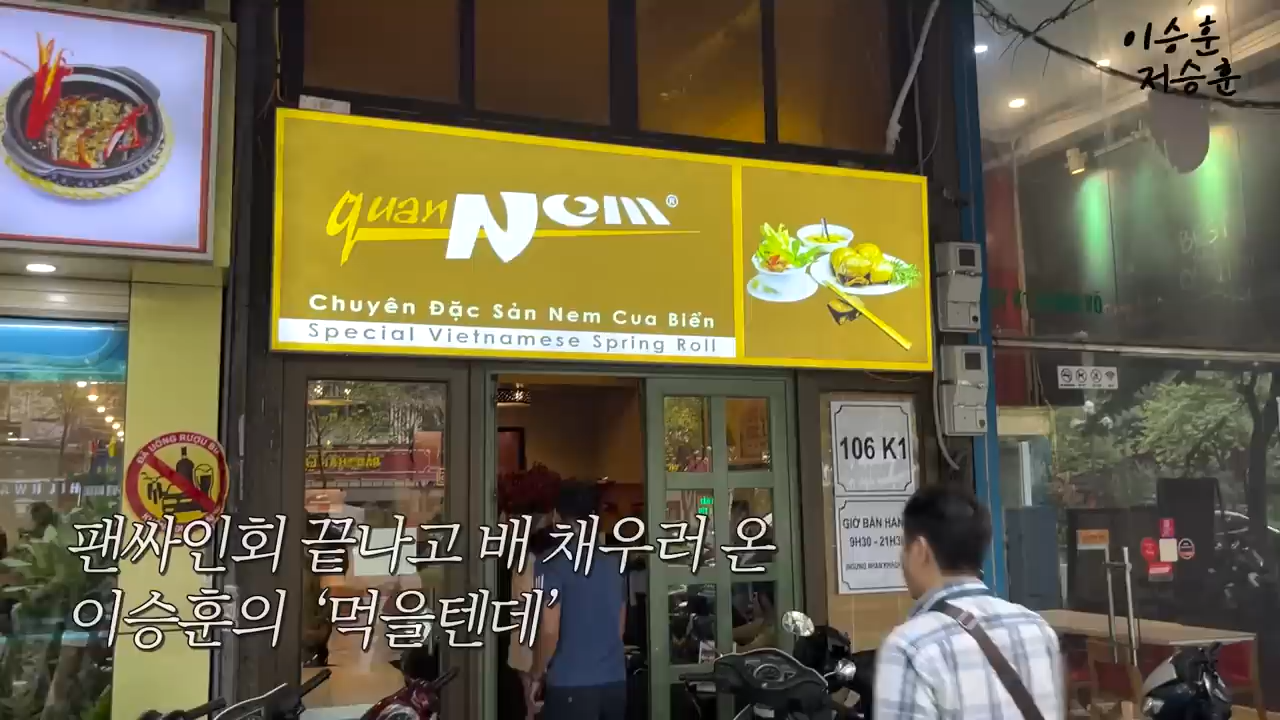 이승훈
저승훈
quan Nem®
Chuyên Đặc Sản Nem Cua Biển
Special Vietnamese Spring Roll
106 K1
GIỜ BÁN HÀN
9H30 - 21H30
팬싸인회 끝나고 배 채우러 온
이승훈의 ‘먹을텐데’